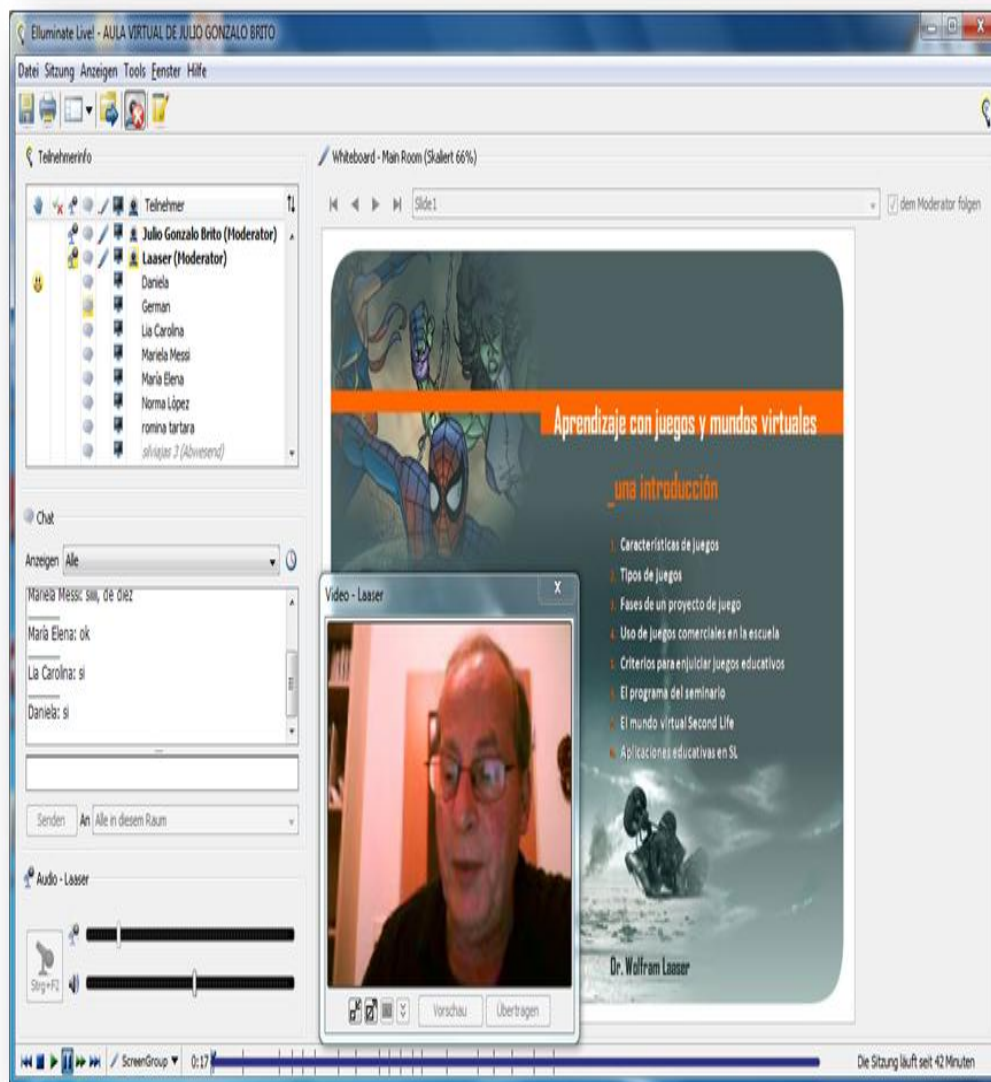 Elluminate Live! - AULA VIRTUAL DE JULIO GONZALO BRITO
Datei Sitzung Anzeigen Tools Fenster Hilfe
Teilnehmerinfo
Teilnehmer
Julio Gonzalo Brito (Moderator)
Laaser (Moderator)
Daniela
German
Lia Carolina
Mariela Messi
María Elena
Norma López
romina tartara
silviajas 3 (Abwesend)
Chat
Anzeigen Alle
Mariela Messi: siii, de diez
María Elena: ok
Lia Carolina: si
Daniela: si
Senden An Alle in diesem Raum
Audio - Laaser
Strg+F2
Whiteboard - Main Room (Skaliert 66%)
Slide1
dem Moderator folgen
Aprendizaje con juegos y mundos virtuales
_una introducción
1. Características de juegos
2. Tipos de juegos
3. Fases de un proyecto de juego
4. Uso de juegos comerciales en la escuela
5. Criterios para enjuiciar juegos educativos
El programa del seminario
El mundo virtual Second Life
Aplicaciones educativas en SL
Dr. Wolfram Laaser
Video - Laaser
X
Vorschau Übertragen
ScreenGroup 0:17
Die Sitzung läuft seit 42 Minuten